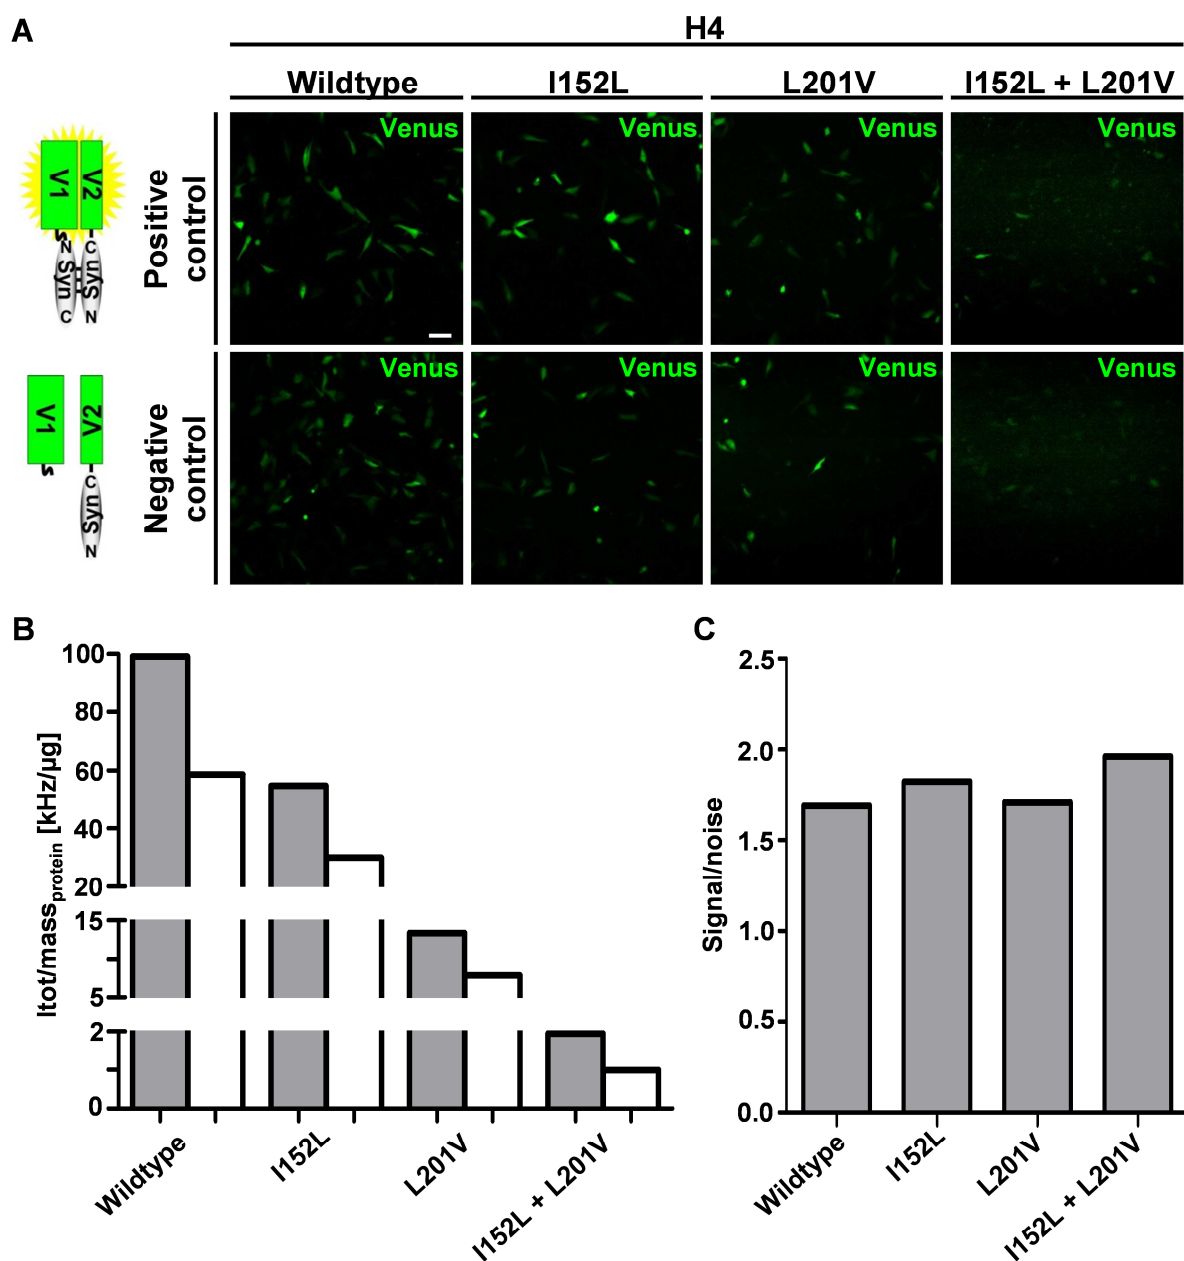 A
H4
Wildtype
I152L
L201V
I152L + L201V
Positive control
V1
V2
s
N
C
Syn
Syn
C
N
Venus
Venus
Venus
Venus
Negative control
V1
V2
s
C
Syn
N
Venus
Venus
Venus
Venus
B
Itot/massprotein [kHz/µg]
100
80
60
40
20
15
5
2
0
Wildtype
I152L
L201V
I152L + L201V
C
Signal/noise
2.5
2.0
1.5
1.0
0.5
0.0
Wildtype
I152L
L201V
I152L + L201V